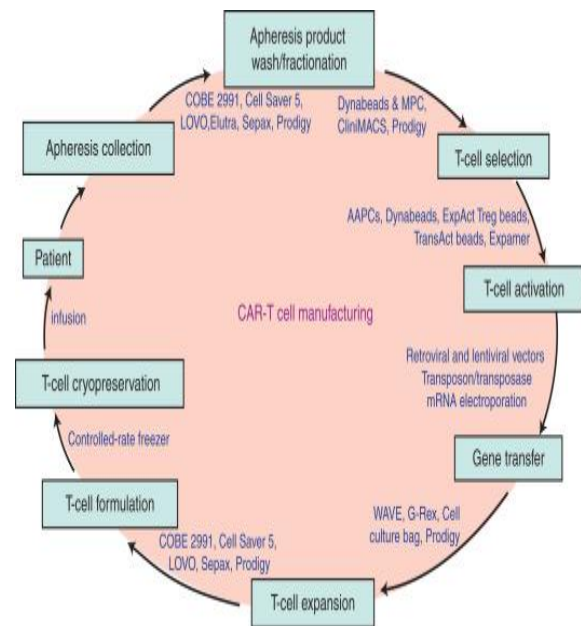 Apheresis product
wash/fractionation
COBE 2991, Cell Saver 5,
LOVO,Elutra, Sepax, Prodigy
Dynabeads & MPC,
CliniMACS, Prodigy
Apheresis collection
T-cell selection
AAPCs, Dynabeads, ExpAct Treg beads,
TransAct beads, Expamer
Patient
T-cell activation
infusion
CAR-T cell manufacturing
Retroviral and lentiviral vectors
Transposon/transposase
mRNA electroporation
T-cell cryopreservation
Controlled-rate freezer
Gene transfer
T-cell formulation
WAVE, G-Rex, Cell
culture bag, Prodigy
COBE 2991, Cell Saver 5,
LOVO, Sepax, Prodigy
T-cell expansion